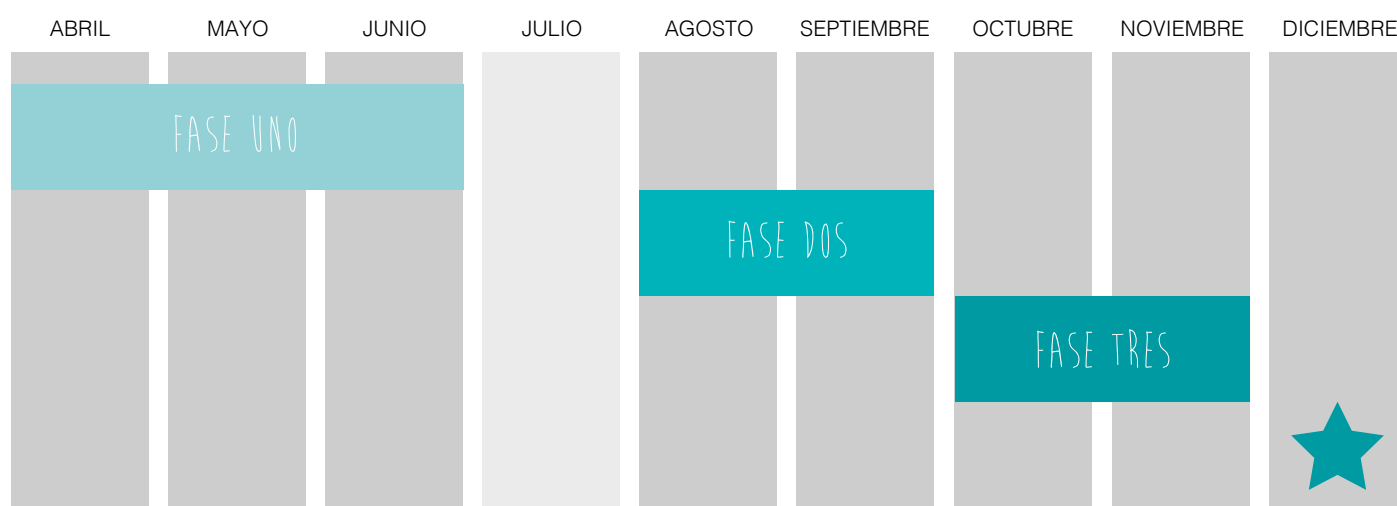 ABRIL MAYO JUNIO JULIO AGOSTO SEPTIEMBRE OCTUBRE NOVIEMBRE DICIEMBRE
FASE UNO
FASE DOS
FASE TRES